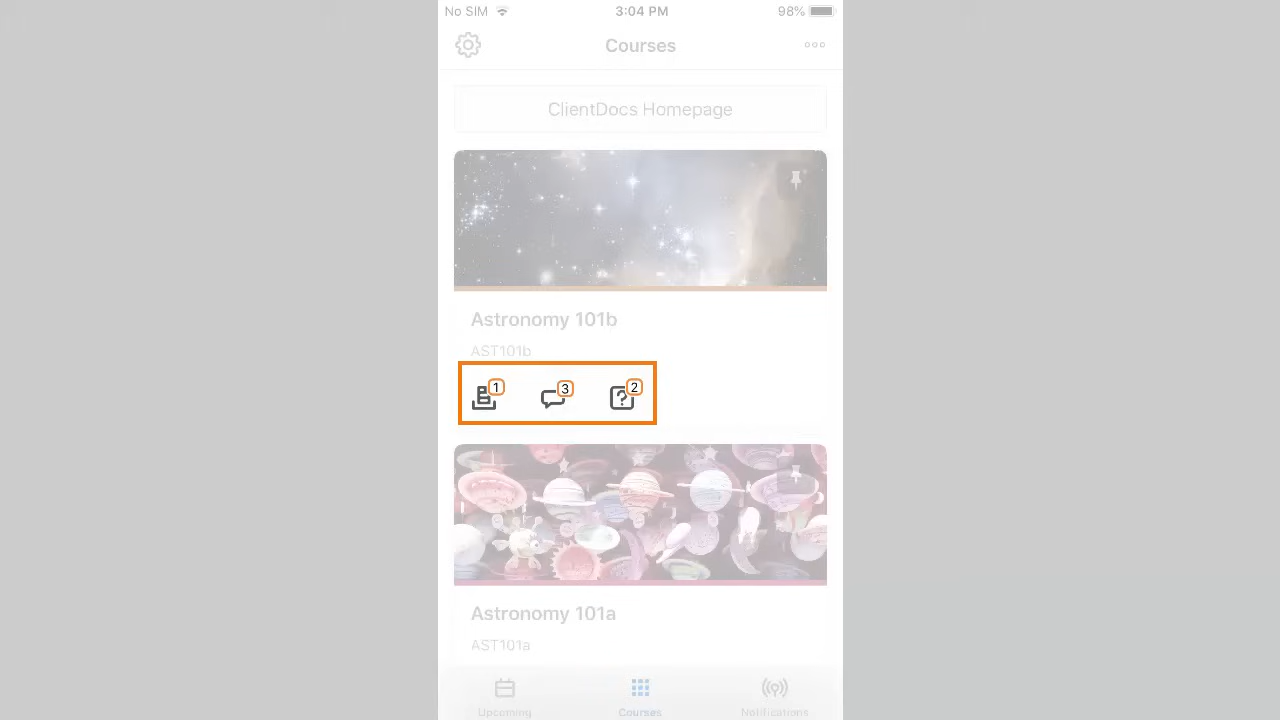 No SIM 3:04 PM 98%
Courses
ClientDocs Homepage
Astronomy 101b
AST101b
1 3 2
Astronomy 101a
AST101a
Upcoming Courses Notifications